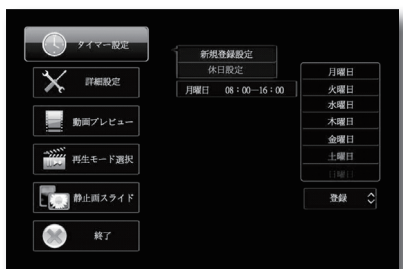 タイマー設定
詳細設定
動画プレビュー
再生モード選択
静止画スライド
終了
新規登録設定
休日設定
月曜日 08:00—16:00
月曜日
火曜日
水曜日
木曜日
金曜日
土曜日
日曜日
登録